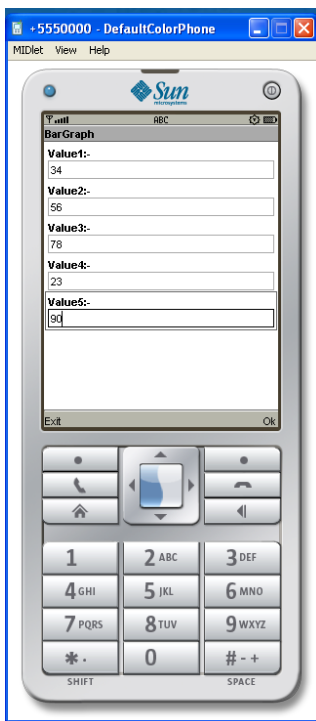 +5550000 - DefaultColorPhone
MIDlet View Help
Sun
microsystems
ABC
BarGraph
Value1:-
34
Value2:-
56
Value3:-
78
Value4:-
23
Value5:-
90
Exit Ok
1 2 ABC 3 DEF
4 GHI 5 JKL 6 MNO
7 PQRS 8 TUV 9 WXYZ
* . 0 # - +
SHIFT SPACE